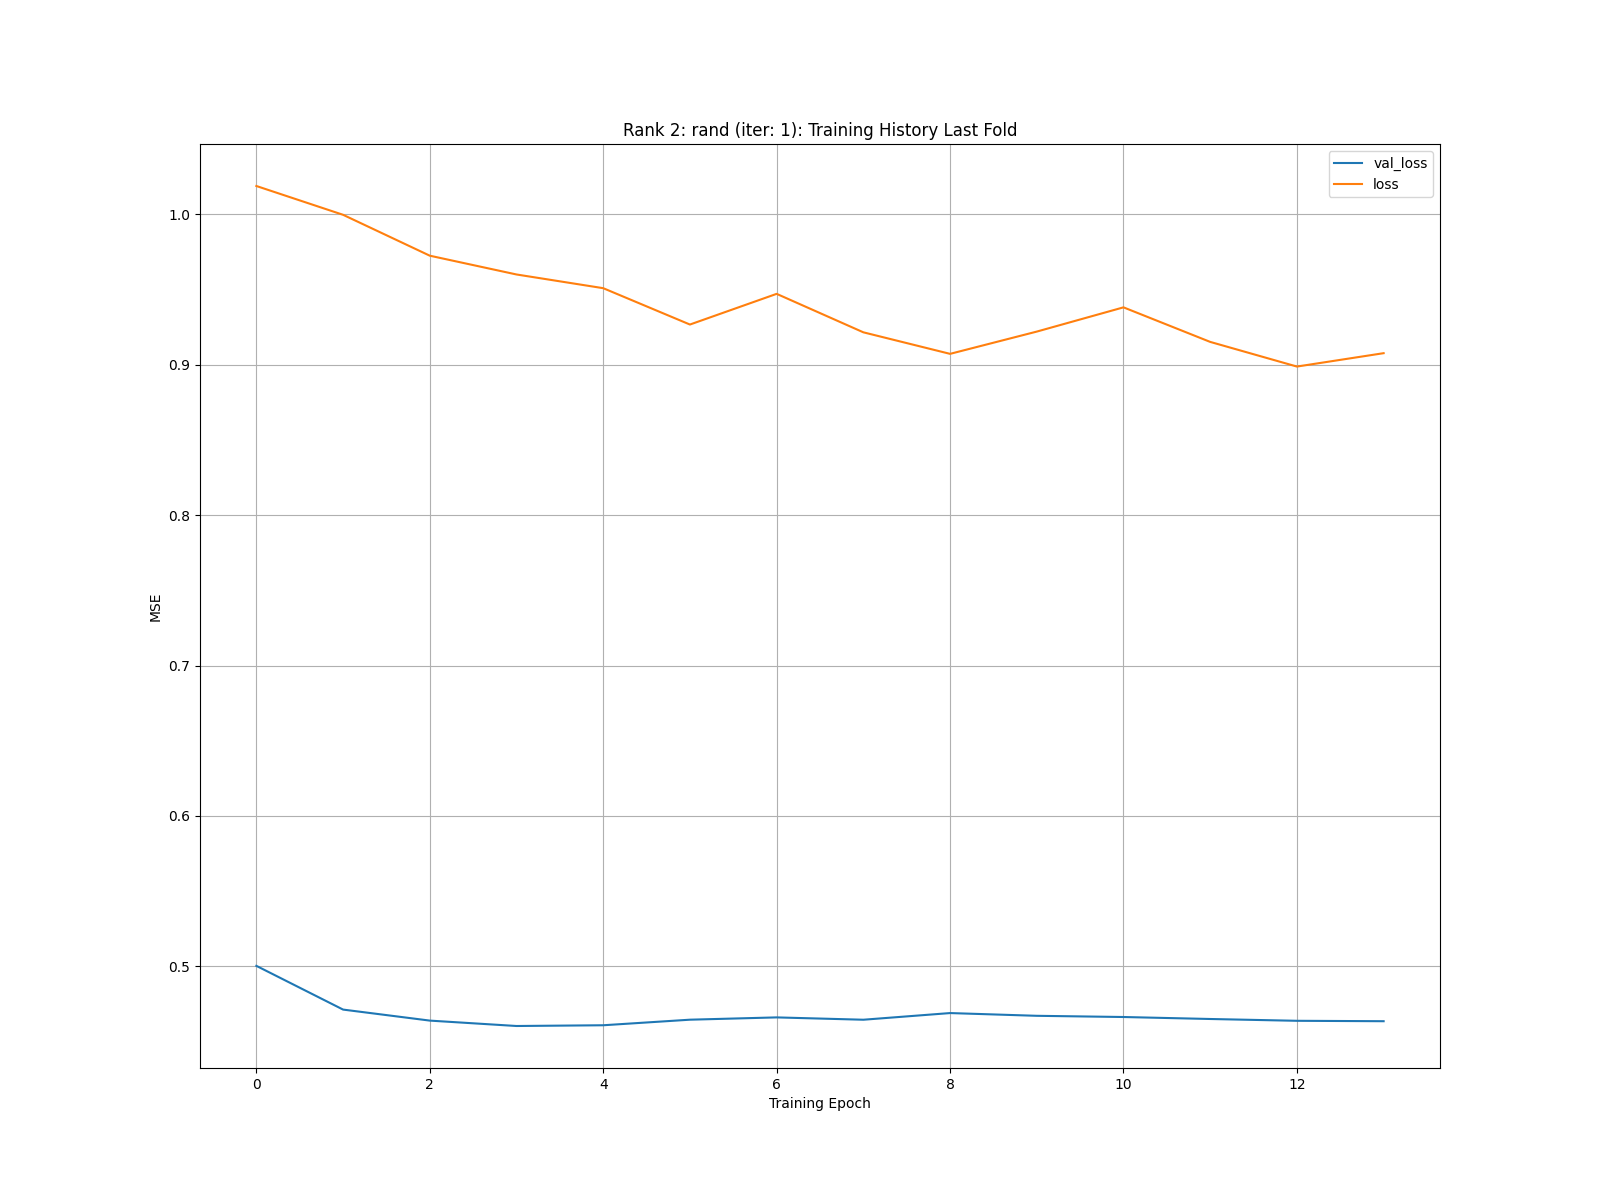 Rank 2: rand (iter: 1): Training History Last Fold
val_loss
loss
1.0
0.9
0.8
0.7
0.6
0.5
MSE
0 2 4 6 8 10 12
Training Epoch